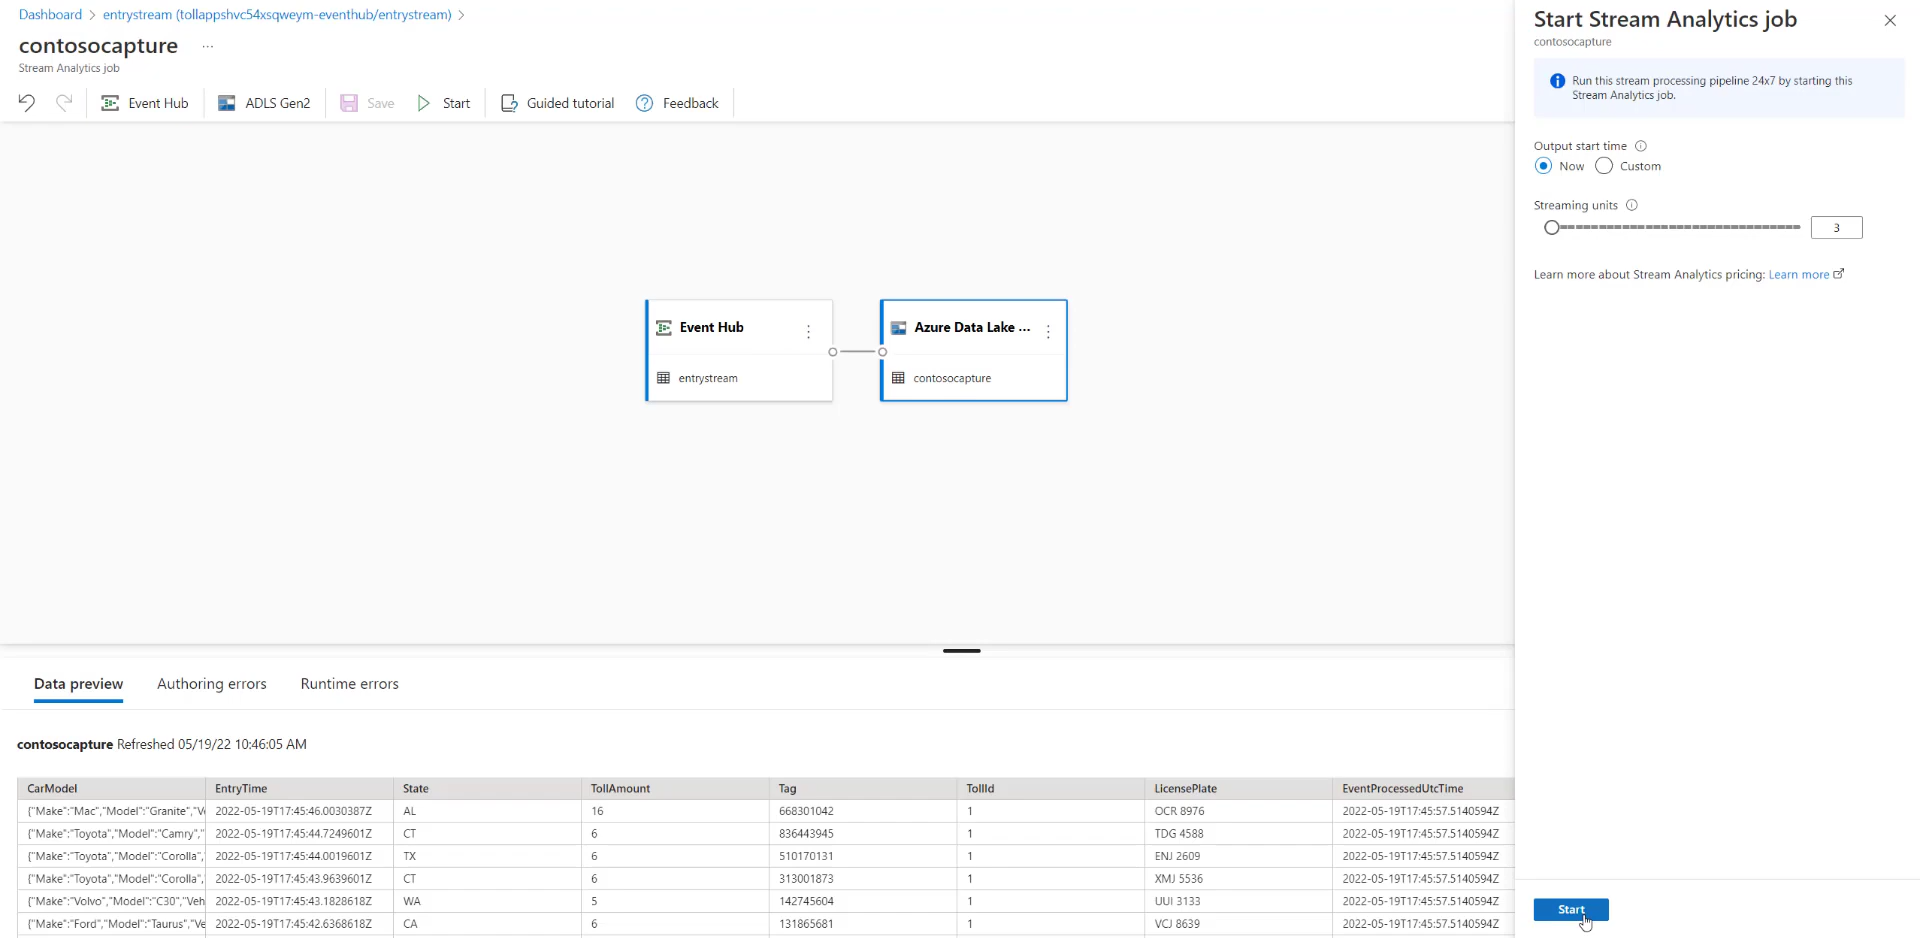 Dashboard > entrystream (tollappshvc54xsqweym-eventhub/entrystream) >
contosocapture ...
Stream Analytics job
Event Hub ADLS Gen2 Save Start Guided tutorial Feedback
Event Hub
entrystream
Azure Data Lake ...
contosocapture
Data preview Authoring errors Runtime errors
contosocapture Refreshed 05/19/22 10:46:05 AM
CarModel EntryTime State TollAmount Tag TollId LicensePlate EventProcessedUtcTime
{"Make":"Mac","Model":"Granite","Ve 2022-05-19T17:45:46.0030387Z AL 16 668301042 1 OCR 8976 2022-05-19T17:45:57.5140594Z
{"Make":"Toyota","Model":"Camry"," 2022-05-19T17:45:44.7249601Z CT 6 836443945 1 TDG 4588 2022-05-19T17:45:57.5140594Z
{"Make":"Toyota","Model":"Corolla", 2022-05-19T17:45:44.0019601Z TX 6 510170131 1 ENJ 2609 2022-05-19T17:45:57.5140594Z
{"Make":"Toyota","Model":"Corolla", 2022-05-19T17:45:43.9639601Z CT 6 313001873 1 XMJ 5536 2022-05-19T17:45:57.5140594Z
{"Make":"Volvo","Model":"C30","Veh 2022-05-19T17:45:43.1828618Z WA 5 142745604 1 UUI 3133 2022-05-19T17:45:57.5140594Z
{"Make":"Ford","Model":"Taurus","Ve 2022-05-19T17:45:42.6368618Z CA 6 131865681 1 VCJ 8639 2022-05-19T17:45:57.5140594Z
Start Stream Analytics job
contosocapture
Run this stream processing pipeline 24x7 by starting this
Stream Analytics job.
Output start time
Now Custom
Streaming units
3
Learn more about Stream Analytics pricing: Learn more
Start